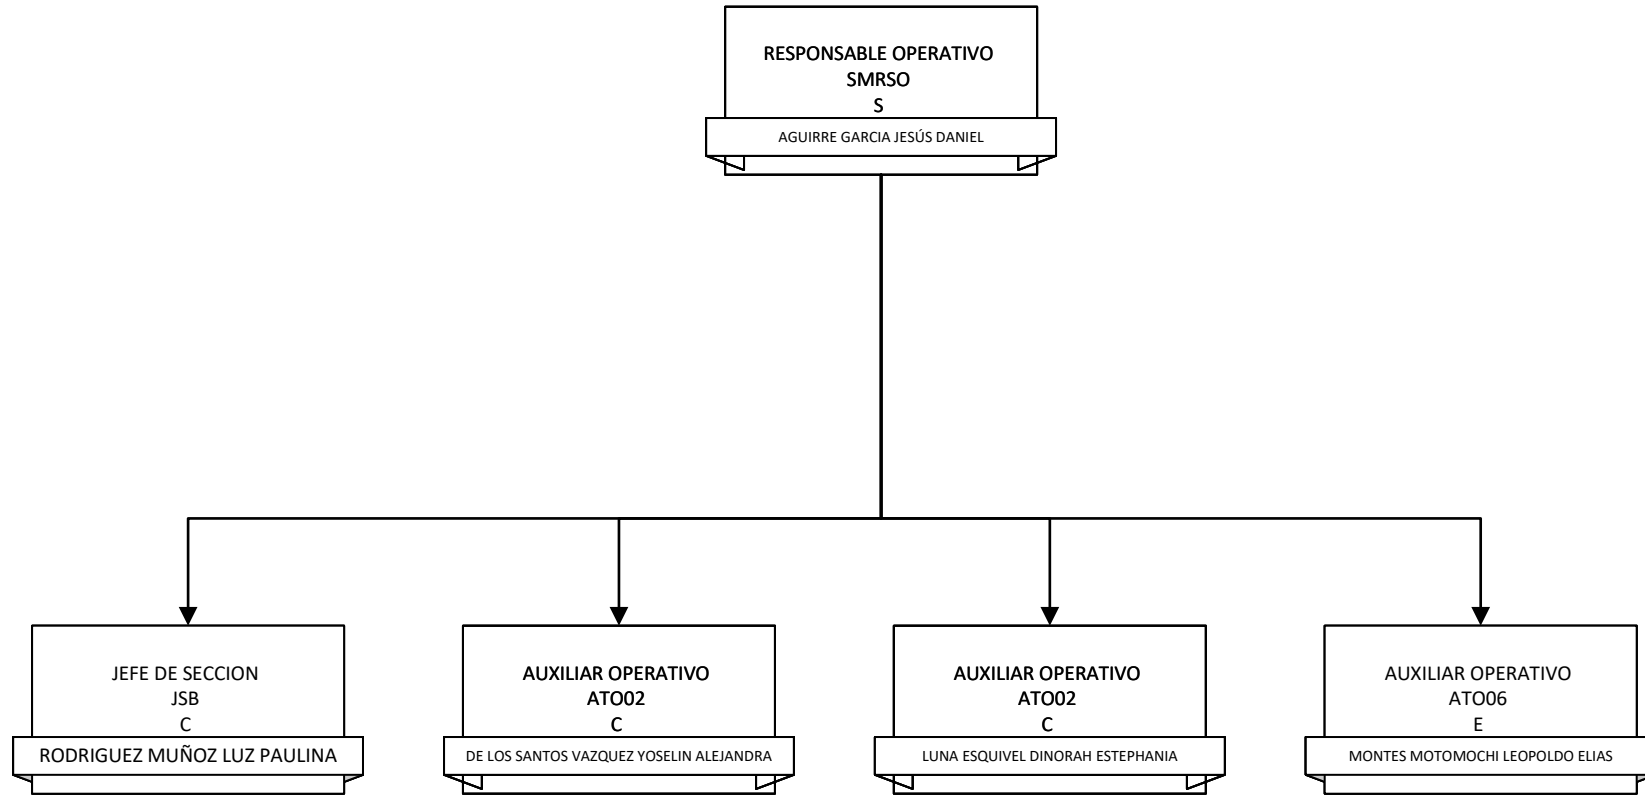 RESPONSABLE OPERATIVO
SMRSO
S
AGUIRRE GARCIA JESÚS DANIEL
JEFE DE SECCION
JSB
C
RODRIGUEZ MUÑOZ LUZ PAULINA
AUXILIAR OPERATIVO
ATO02
C
DE LOS SANTOS VAZQUEZ YOSELIN ALEJANDRA
AUXILIAR OPERATIVO
ATO02
C
LUNA ESQUIVEL DINORAH ESTEPHANIA
AUXILIAR OPERATIVO
ATO06
E
MONTES MOTOMOCHI LEOPOLDO ELIAS